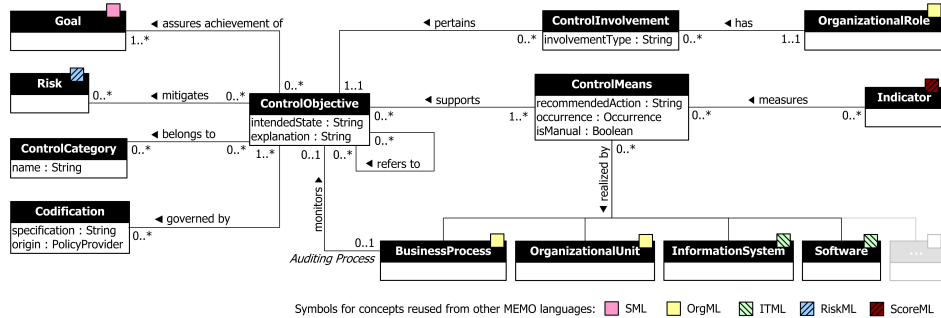 Goal
◄ assures achievement of
1..*
0..*
◄ pertains
1..1
0..*
ControlInvolvement
involvementType : String
◄ has
0..*
1..1
OrganizationalRole
Risk
0..*
◄ mitigates
0..*
ControlObjective
intendedState : String
explanation : String
◄ supports
0..*
1..*
ControlMeans
recommendedAction : String
occurrence : Occurrence
isManual : Boolean
◄ measures
0..*
0..*
Indicator
ControlCategory
name : String
◄ belongs to
0..*
0..*
1..*
0..1
0..*
0..*
◄ refers to
0..*
◄ realized by
Codification
specification : String
origin : PolicyProvider
◄ governed by
0..*
monitors ►
0..1
Auditing Process
BusinessProcess
OrganizationalUnit
InformationSystem
Software
...
Symbols for concepts reused from other MEMO languages:
SML
OrgML
ITML
RiskML
ScoreML